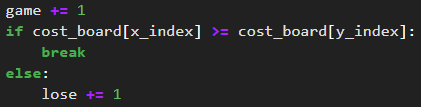 game += 1
if cost_board[x_index] >= cost_board[y_index]:
    break
else:
    lose += 1